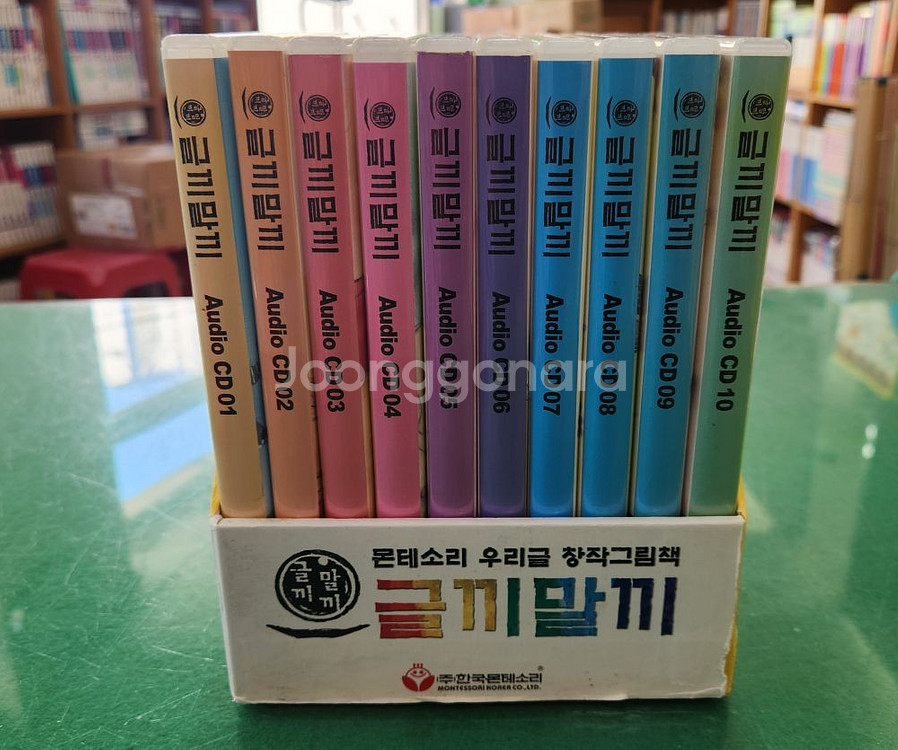 글끼말끼 Audio CD 01
글끼말끼 Audio CD 02
글끼말끼 Audio CD 03
글끼말끼 Audio CD 04
글끼말끼 Audio CD 05
글끼말끼 Audio CD 06
글끼말끼 Audio CD 07
글끼말끼 Audio CD 08
글끼말끼 Audio CD 09
글끼말끼 Audio CD 10
Joonggonara
몬테소리 우리글 창작그림책
글끼말끼
글끼말끼
(주)한국몬테소리
MONTESSORI KOREA CO.,LTD.